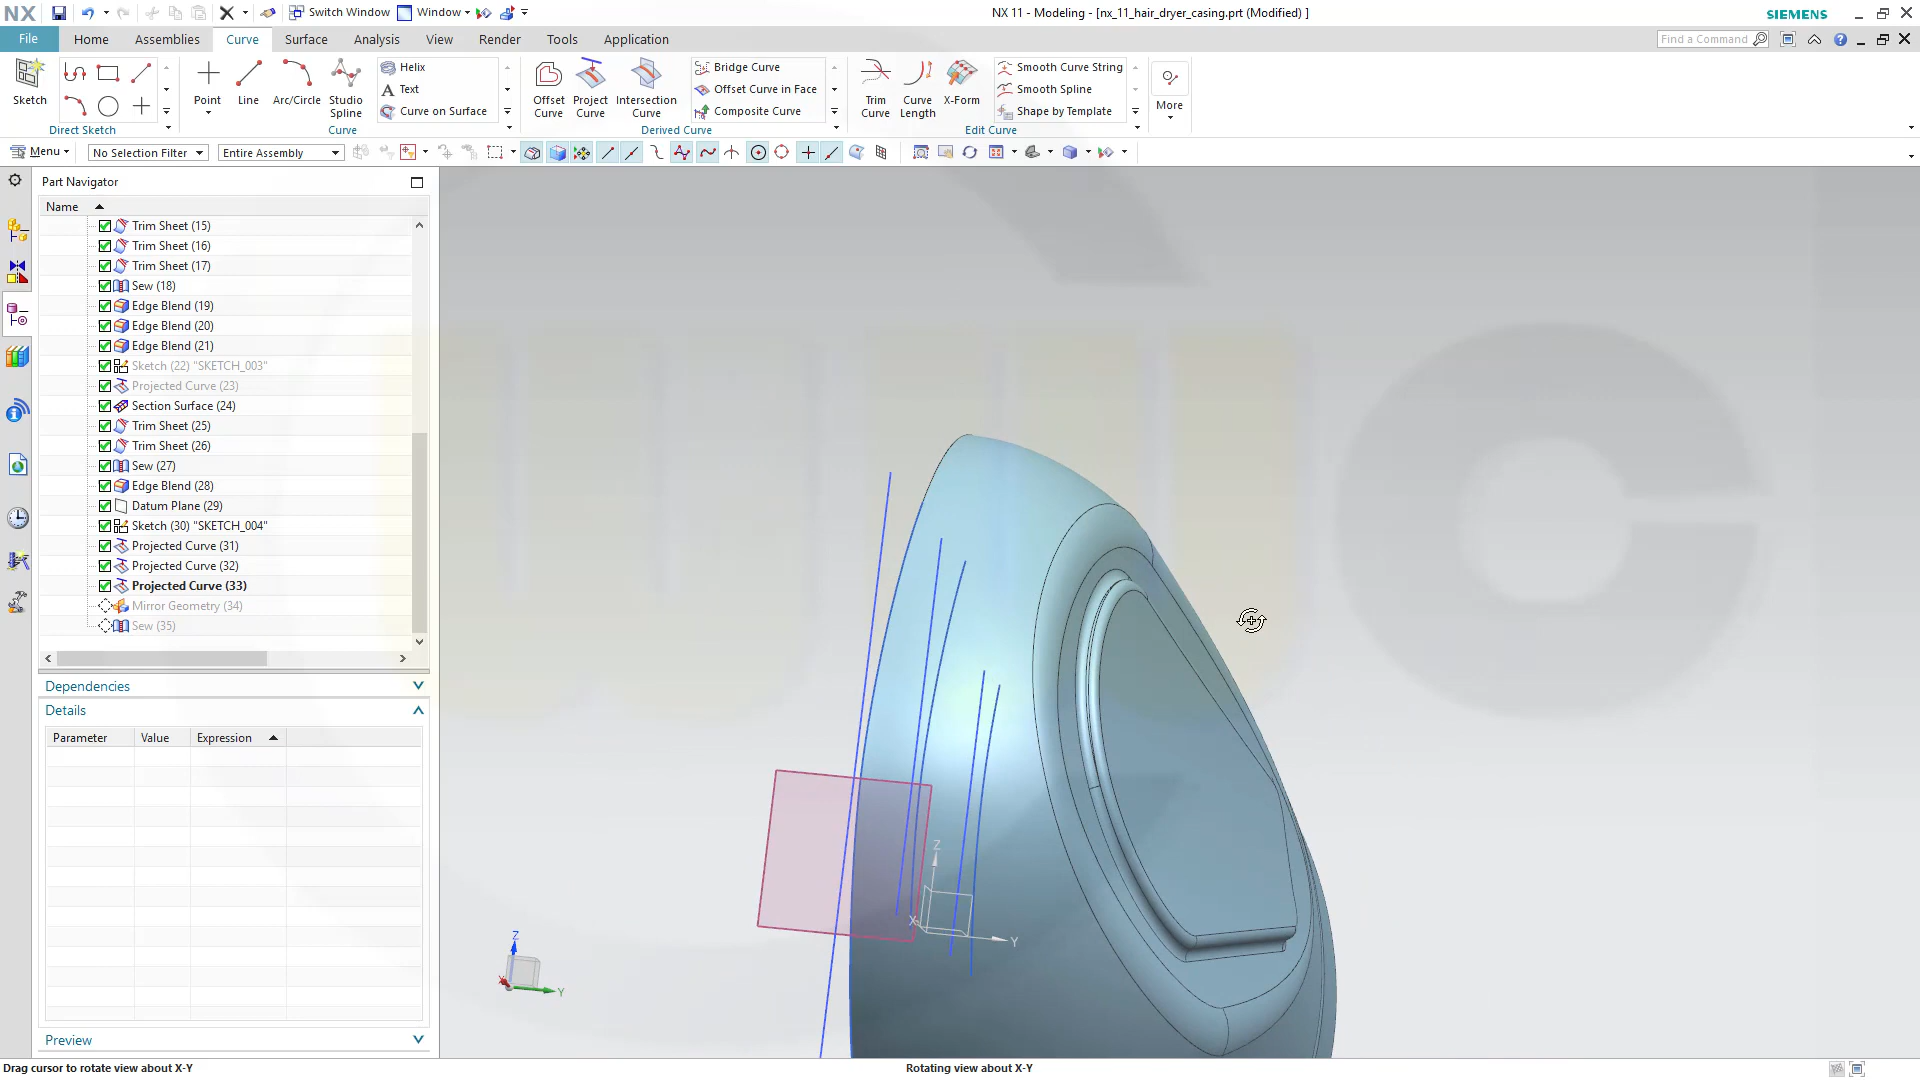 NX
Switch Window
Window
NX 11 - Modeling - [nx_11_hair_dryer_casing.prt (Modified) ]
SIEMENS
File
Home
Assemblies
Curve
Surface
Analysis
View
Render
Tools
Application
Find a Command
Sketch
Direct Sketch
Point
Line
Arc/Circle
Studio Spline
Helix
Text
Curve on Surface
Curve
Offset Curve
Project Curve
Intersection Curve
Bridge Curve
Offset Curve in Face
Composite Curve
Derived Curve
Trim Curve
Curve Length
X-Form
Smooth Curve String
Smooth Spline
Shape by Template
Edit Curve
More
Menu
No Selection Filter
Entire Assembly
Part Navigator
Name
Trim Sheet (15)
Trim Sheet (16)
Trim Sheet (17)
Sew (18)
Edge Blend (19)
Edge Blend (20)
Edge Blend (21)
Sketch (22) "SKETCH_003"
Projected Curve (23)
Section Surface (24)
Trim Sheet (25)
Trim Sheet (26)
Sew (27)
Edge Blend (28)
Datum Plane (29)
Sketch (30) "SKETCH_004"
Projected Curve (31)
Projected Curve (32)
Projected Curve (33)
Mirror Geometry (34)
Sew (35)
Dependencies
Details
Parameter
Value
Expression
Preview
Z
X
Y
Z
X
Y
Drag cursor to rotate view about X-Y
Rotating view about X-Y